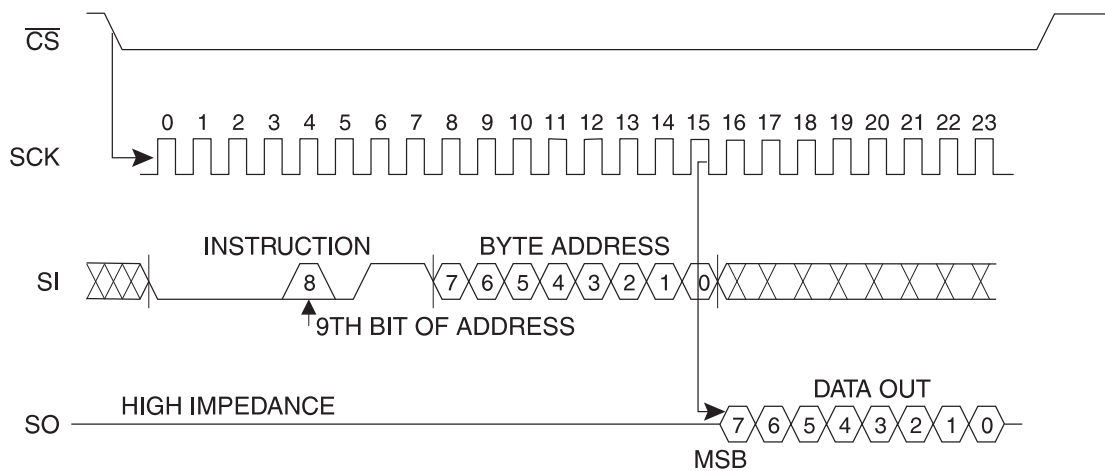 CS
0 1 2 3 4 5 6 7 8 9 10 11 12 13 14 15 16 17 18 19 20 21 22 23
SCK
INSTRUCTION
BYTE ADDRESS
SI
8
7 6 5 4 3 2 1 0
9TH BIT OF ADDRESS
HIGH IMPEDANCE
DATA OUT
SO
7 6 5 4 3 2 1 0
MSB